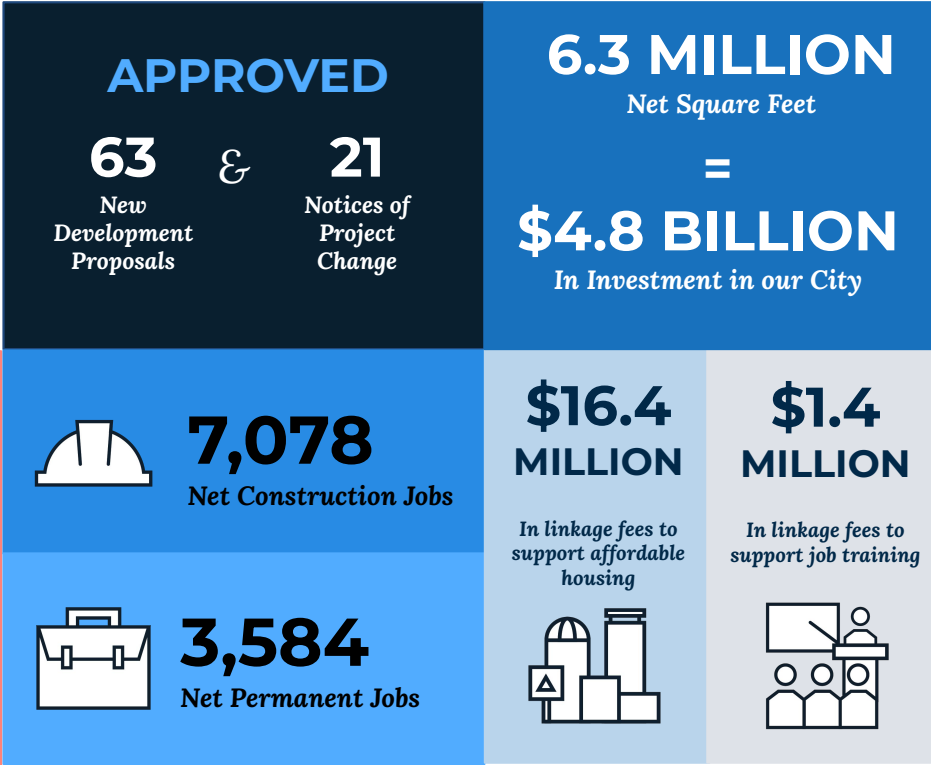 APPROVED
63 & 21
New
Development
Proposals
Notices of
Project
Change
6.3 MILLION
Net Square Feet
=
$4.8 BILLION
In Investment in our City
7,078
Net Construction Jobs
3,584
Net Permanent Jobs
$16.4
MILLION
In linkage fees to
support affordable
housing
$1.4
MILLION
In linkage fees to
support job training